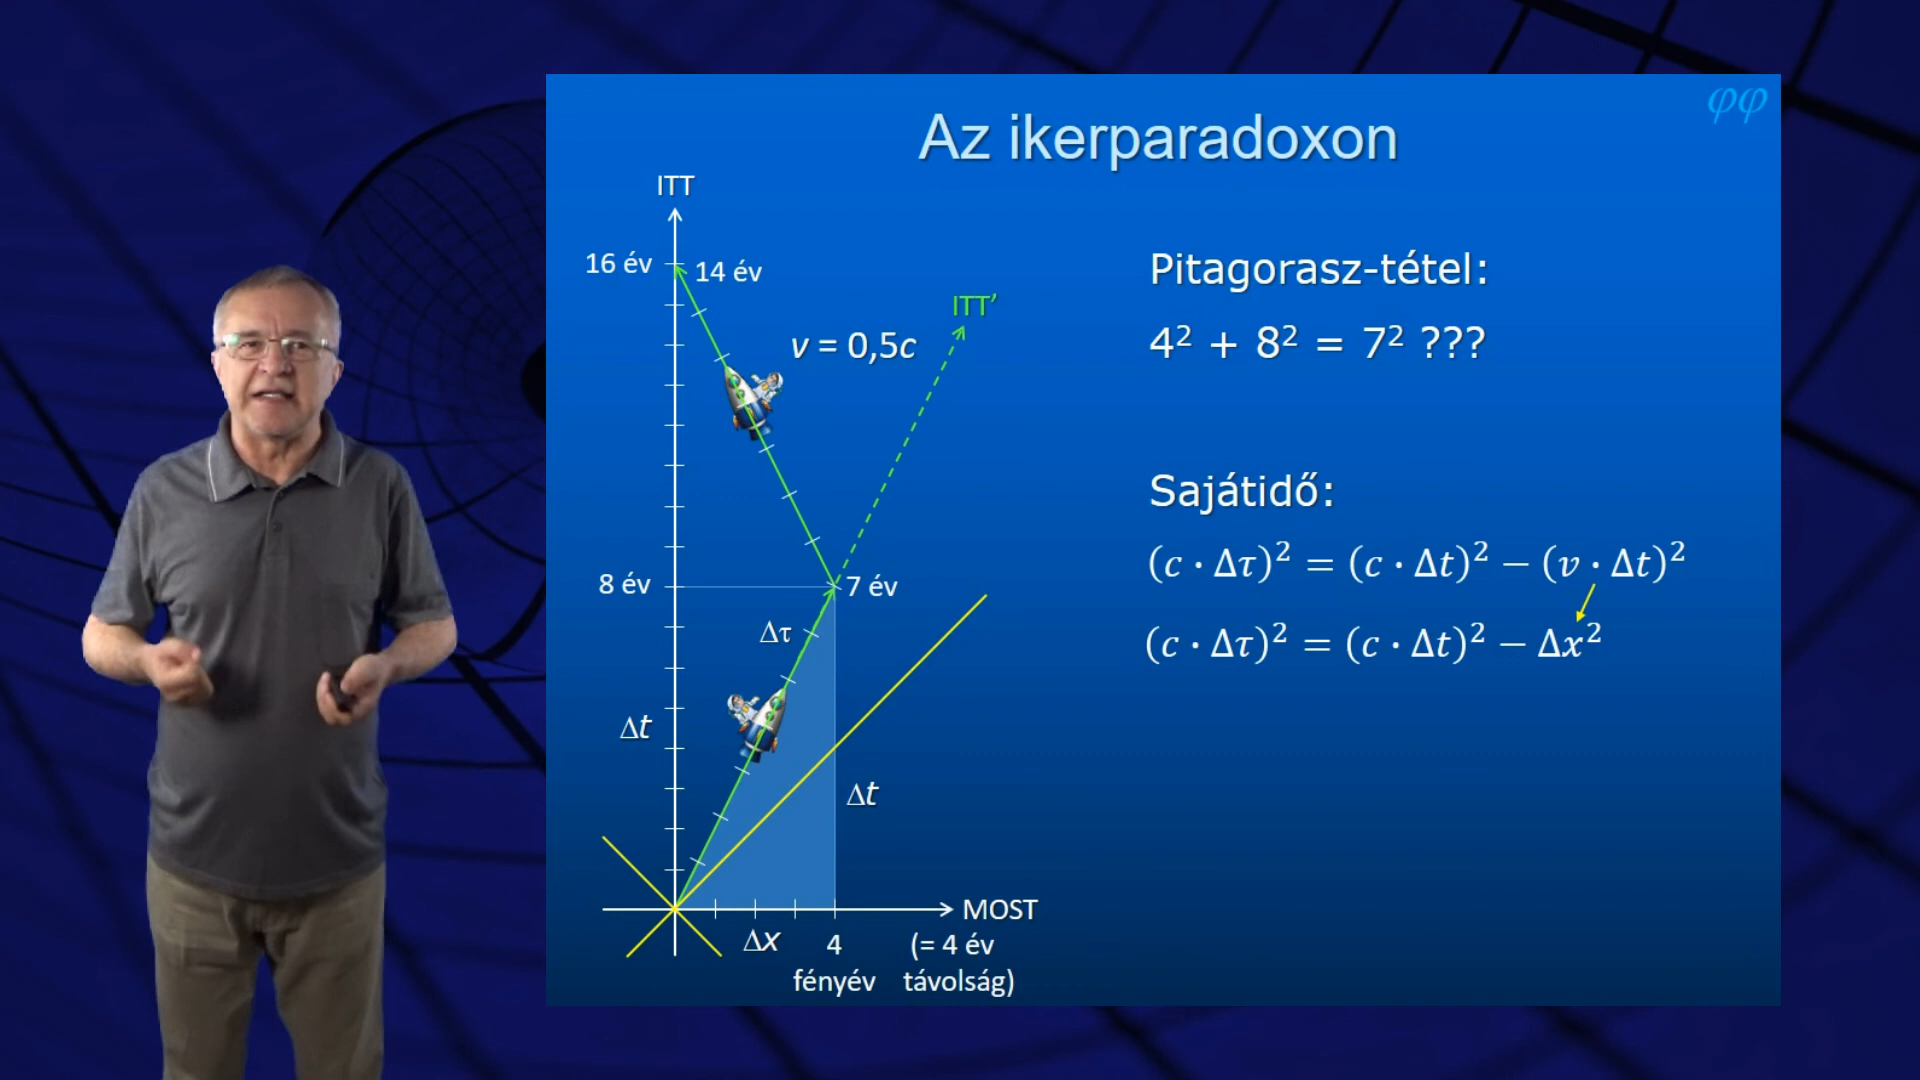 φφ
Az ikerparadoxon
ITT
16 év
14 év
ITT’
v = 0,5c
Pitagorasz-tétel:
4² + 8² = 7² ???
Sajátidő:
(c · Δτ)² = (c · Δt)² − (v · Δt)²
8 év
7 év
Δτ
(c · Δτ)² = (c · Δt)² − Δx²
Δt
Δt
MOST
Δx
4
fényév
(= 4 év
távolság)